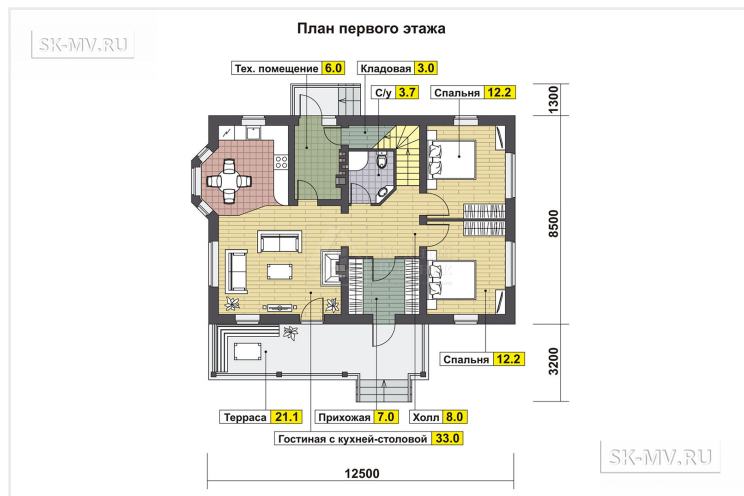 План первого этажа
SK-MV.RU
Тех. помещение 6.0
Кладовая 3.0
С/у 3.7
Спальня 12.2
1300
8500
3200
Спальня 12.2
Терраса 21.1
Прихожая 7.0
Холл 8.0
Гостиная с кухней-столовой 33.0
SK-MV.RU
12500